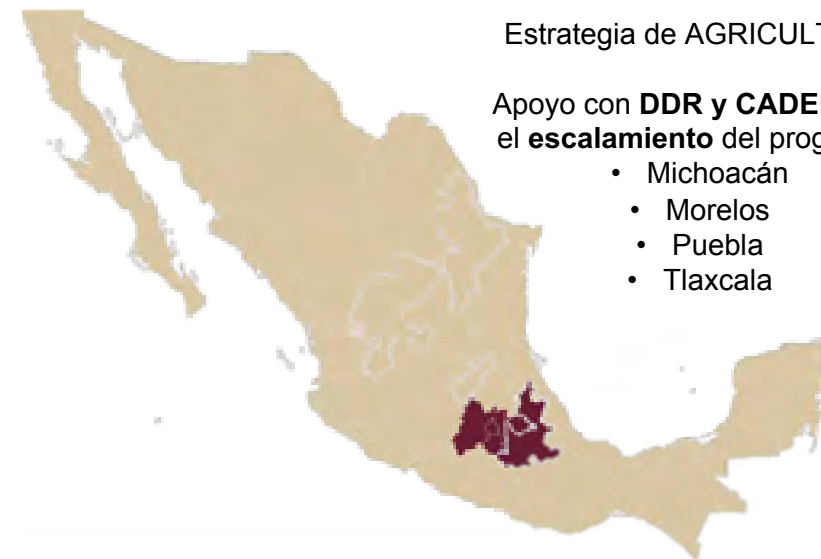 Estrategia de AGRICULT
Apoyo con DDR y CADE
el escalamiento del prog
• Michoacán
• Morelos
• Puebla
• Tlaxcala